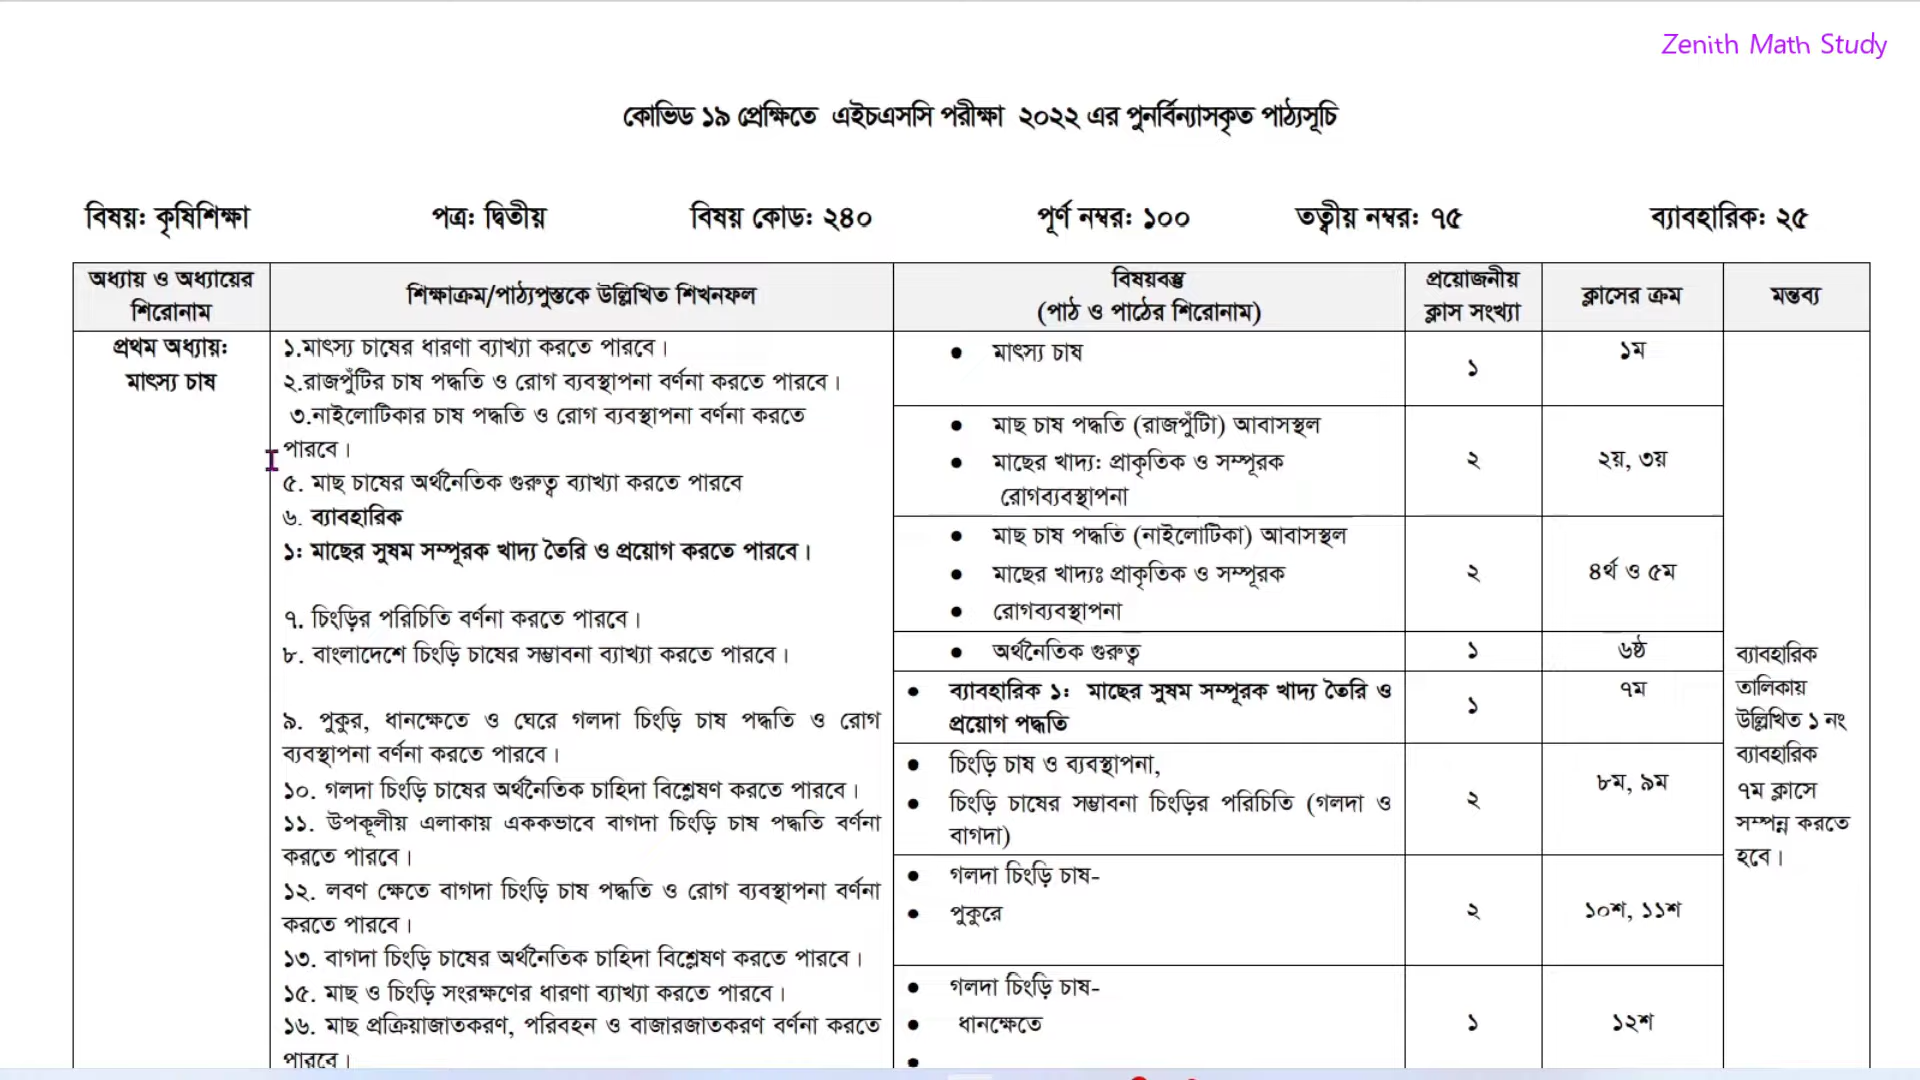 Zenith Math Study
কোভিড ১৯ প্রেক্ষিতে এইচএসসি পরীক্ষা ২০২২ এর পুনর্বিন্যাসকৃত পাঠ্যসূচি
বিষয়: কৃষিশিক্ষা পত্র: দ্বিতীয় বিষয় কোড: ২৪০ পূর্ণ নম্বর: ১০০ তত্ত্বীয় নম্বর: ৭৫ ব্যাবহারিক: ২৫
অধ্যায় ও অধ্যায়ের
শিরোনাম
শিক্ষাক্রম/পাঠ্যপুস্তকে উল্লিখিত শিখনফল
বিষয়বস্তু
(পাঠ ও পাঠের শিরোনাম)
প্রয়োজনীয়
ক্লাস সংখ্যা
ক্লাসের ক্রম
মন্তব্য
প্রথম অধ্যায়:
মাৎস্য চাষ
১.মাৎস্য চাষের ধারণা ব্যাখ্যা করতে পারবে।
২.রাজপুঁটির চাষ পদ্ধতি ও রোগ ব্যবস্থাপনা বর্ণনা করতে পারবে।
৩.নাইলোটিকার চাষ পদ্ধতি ও রোগ ব্যবস্থাপনা বর্ণনা করতে
পারবে।
৫. মাছ চাষের অর্থনৈতিক গুরুত্ব ব্যাখ্যা করতে পারবে
৬. ব্যাবহারিক
১: মাছের সুষম সম্পূরক খাদ্য তৈরি ও প্রয়োগ করতে পারবে।
৭. চিংড়ির পরিচিতি বর্ণনা করতে পারবে।
৮. বাংলাদেশে চিংড়ি চাষের সম্ভাবনা ব্যাখ্যা করতে পারবে।
৯. পুকুর, ধানক্ষেতে ও ঘেরে গলদা চিংড়ি চাষ পদ্ধতি ও রোগ
ব্যবস্থাপনা বর্ণনা করতে পারবে।
১০. গলদা চিংড়ি চাষের অর্থনৈতিক চাহিদা বিশ্লেষণ করতে পারবে।
১১. উপকূলীয় এলাকায় এককভাবে বাগদা চিংড়ি চাষ পদ্ধতি বর্ণনা
করতে পারবে।
১২. লবণ ক্ষেতে বাগদা চিংড়ি চাষ পদ্ধতি ও রোগ ব্যবস্থাপনা বর্ণনা
করতে পারবে।
১৩. বাগদা চিংড়ি চাষের অর্থনৈতিক চাহিদা বিশ্লেষণ করতে পারবে।
১৫. মাছ ও চিংড়ি সংরক্ষণের ধারণা ব্যাখ্যা করতে পারবে।
১৬. মাছ প্রক্রিয়াজাতকরণ, পরিবহন ও বাজারজাতকরণ বর্ণনা করতে
পারবে।
• মাৎস্য চাষ
১
১ম
• মাছ চাষ পদ্ধতি (রাজপুঁটি) আবাসস্থল
• মাছের খাদ্য: প্রাকৃতিক ও সম্পূরক
রোগব্যবস্থাপনা
২
২য়, ৩য়
• মাছ চাষ পদ্ধতি (নাইলোটিকা) আবাসস্থল
• মাছের খাদ্যঃ প্রাকৃতিক ও সম্পূরক
• রোগব্যবস্থাপনা
২
৪র্থ ও ৫ম
• অর্থনৈতিক গুরুত্ব
১
৬ষ্ঠ
• ব্যাবহারিক ১: মাছের সুষম সম্পূরক খাদ্য তৈরি ও
প্রয়োগ পদ্ধতি
১
৭ম
• চিংড়ি চাষ ও ব্যবস্থাপনা,
• চিংড়ি চাষের সম্ভাবনা চিংড়ির পরিচিতি (গলদা ও
বাগদা)
২
৮ম, ৯ম
• গলদা চিংড়ি চাষ-
• পুকুরে
২
১০শ, ১১শ
• গলদা চিংড়ি চাষ-
• ধানক্ষেতে
১
১২শ
ব্যাবহারিক
তালিকায়
উল্লিখিত ১ নং
ব্যাবহারিক
৭ম ক্লাসে
সম্পন্ন করতে
হবে।